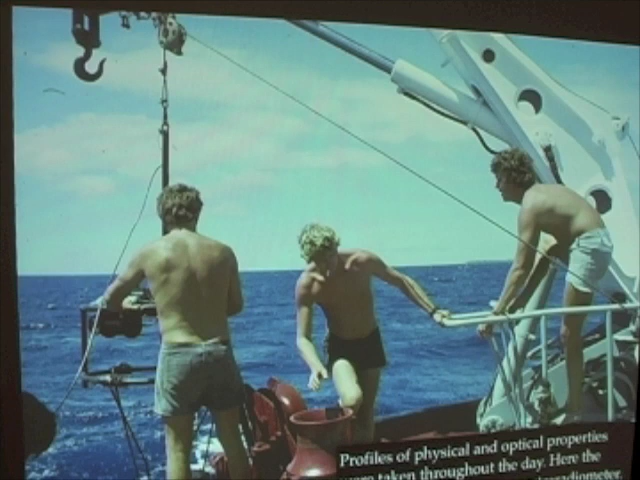 Profiles of physical and optical properties
were taken throughout the day. Here the